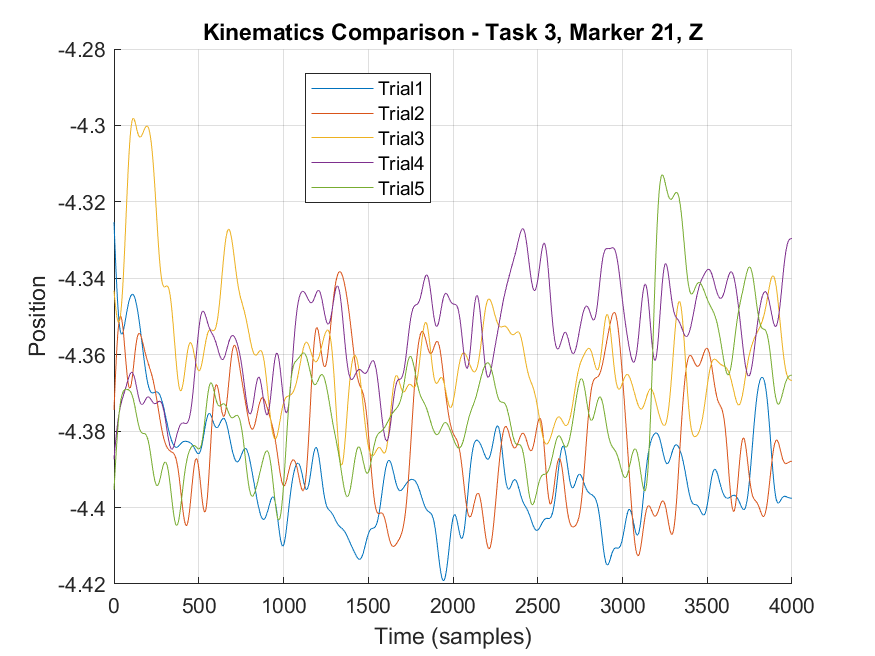 Kinematics Comparison - Task 3, Marker 21, Z
-4.28
-4.3
-4.32
-4.34
-4.36
-4.38
-4.4
-4.42
Position
Trial1
Trial2
Trial3
Trial4
Trial5
0 500 1000 1500 2000 2500 3000 3500 4000
Time (samples)